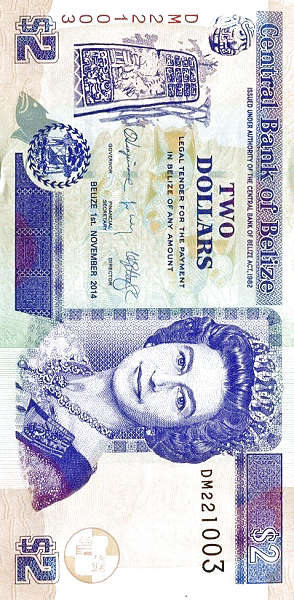 $2
Central Bank of Belize
ISSUED UNDER AUTHORITY OF THE CENTRAL BANK OF BELIZE ACT, 1982
DM221003
TWO
DOLLARS
LEGAL TENDER FOR THE PAYMENT
IN BELIZE OF ANY AMOUNT
GOVERNOR
FINANCIAL
SECRETARY
DIRECTOR
BELIZE 1st. NOVEMBER 2014
DM221003
$2
$2